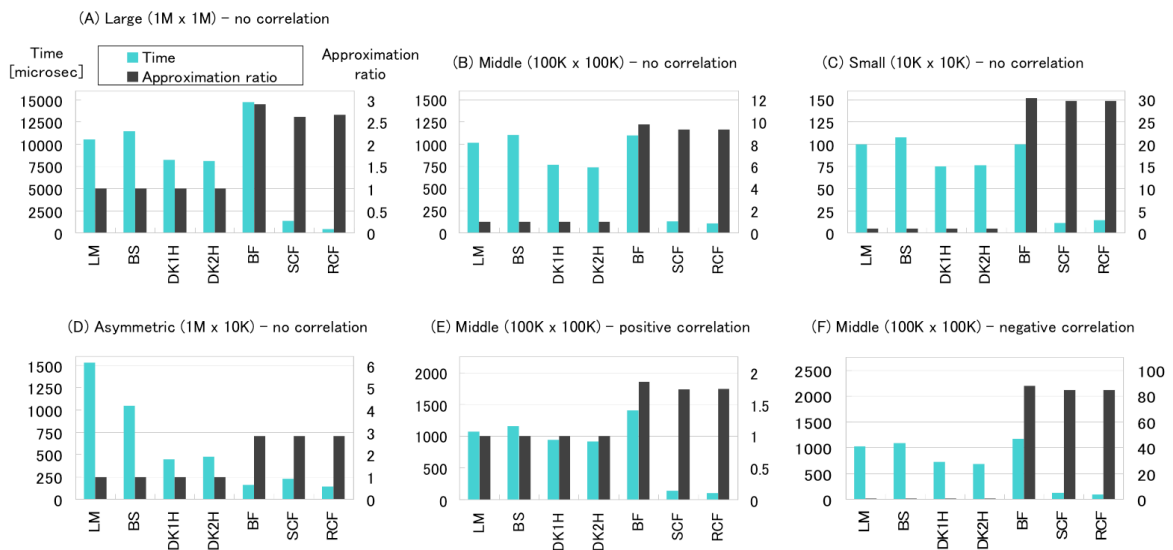 (A) Large (1M x 1M) – no correlation
Time
[microsec]
Time
Approximation ratio
Approximation
ratio
15000
12500
10000
7500
5000
2500
0
3
2.5
2
1.5
1
0.5
0
LM
BS
DK1H
DK2H
BF
SCF
RCF
(B) Middle (100K x 100K) – no correlation
1500
1250
1000
750
500
250
0
12
10
8
6
4
2
0
LM
BS
DK1H
DK2H
BF
SCF
RCF
(C) Small (10K x 10K) – no correlation
150
125
100
75
50
25
0
30
25
20
15
10
5
0
LM
BS
DK1H
DK2H
BF
SCF
RCF
(D) Asymmetric (1M x 10K) – no correlation
1500
1250
1000
750
500
250
0
6
5
4
3
2
1
0
LM
BS
DK1H
DK2H
BF
SCF
RCF
(E) Middle (100K x 100K) – positive correlation
2000
1500
1000
500
0
2
1.5
1
0.5
0
LM
BS
DK1H
DK2H
BF
SCF
RCF
(F) Middle (100K x 100K) – negative correlation
2500
2000
1500
1000
500
0
100
80
60
40
20
0
LM
BS
DK1H
DK2H
BF
SCF
RCF